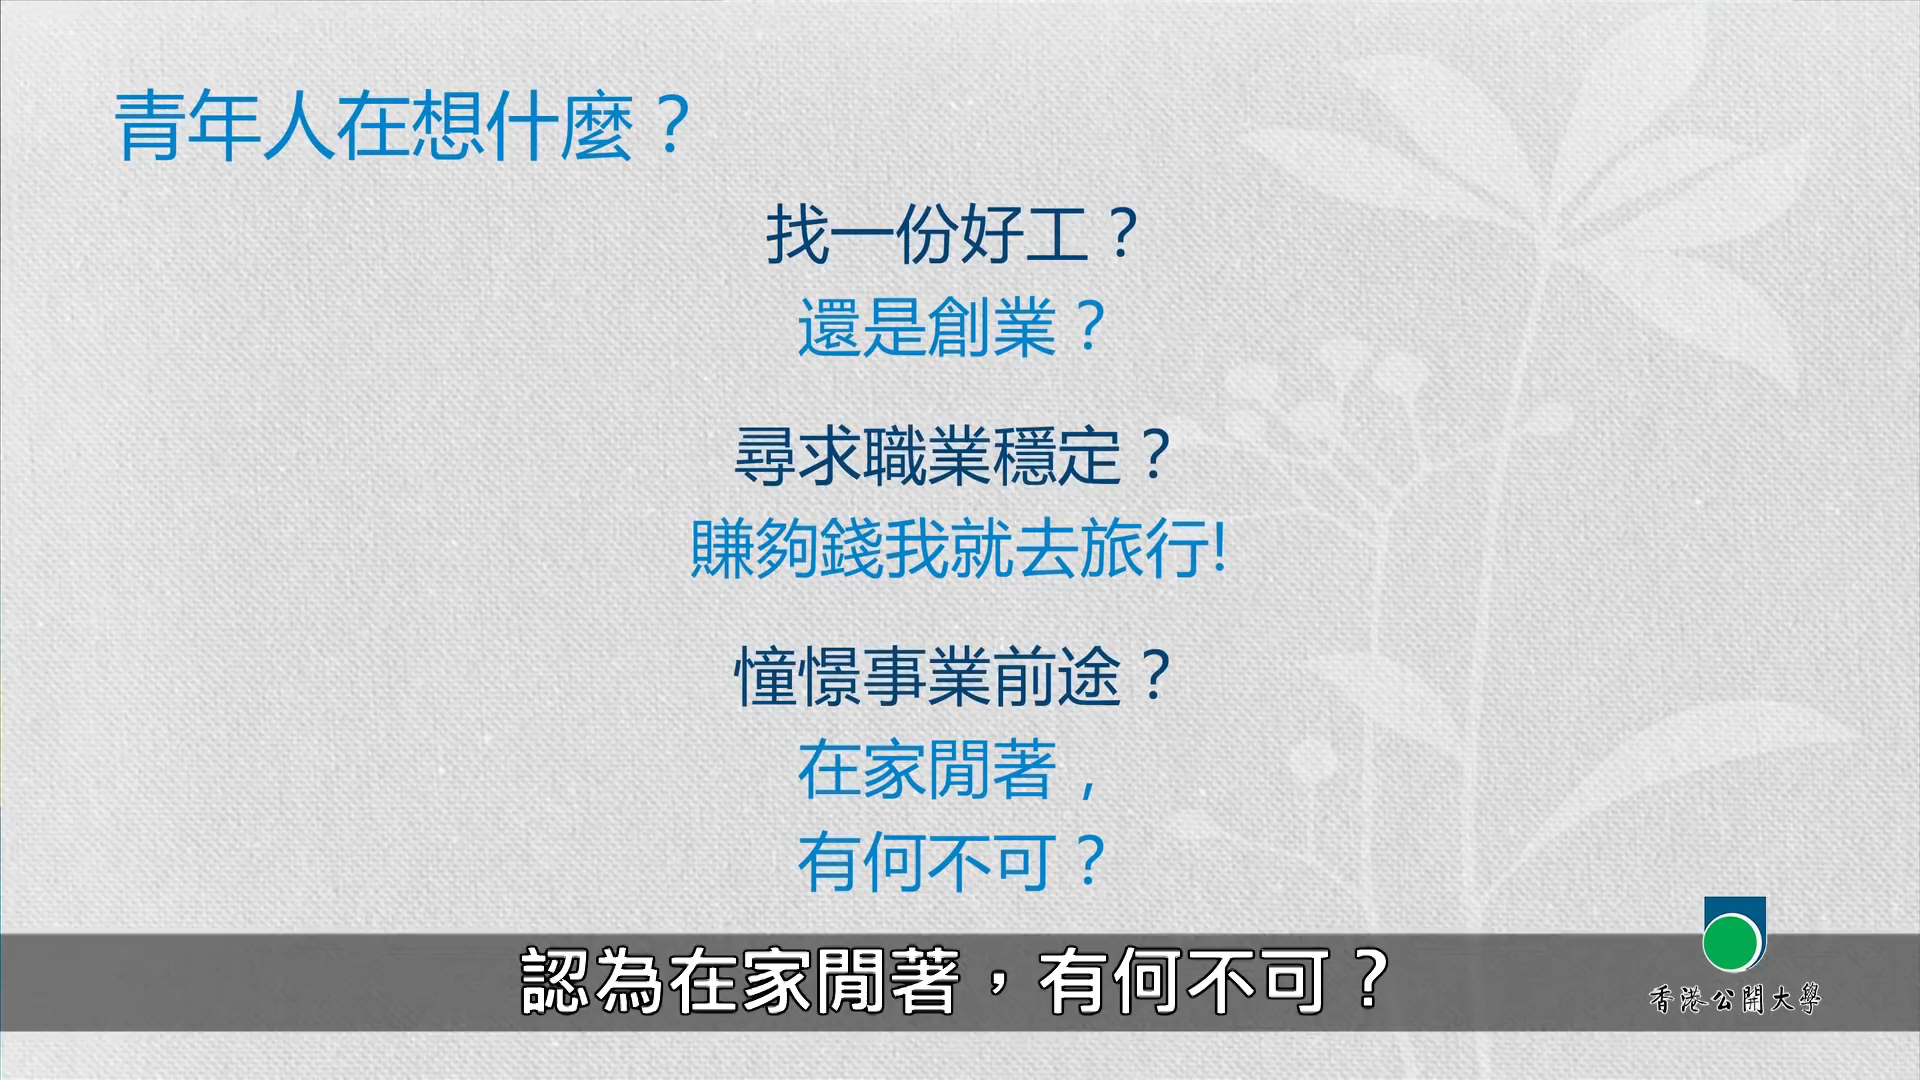 青年人在想什麼？
找一份好工？
還是創業？
尋求職業穩定？
賺夠錢我就去旅行!
憧憬事業前途？
在家閒著，
有何不可？
認為在家閒著，有何不可？
香港公開大學